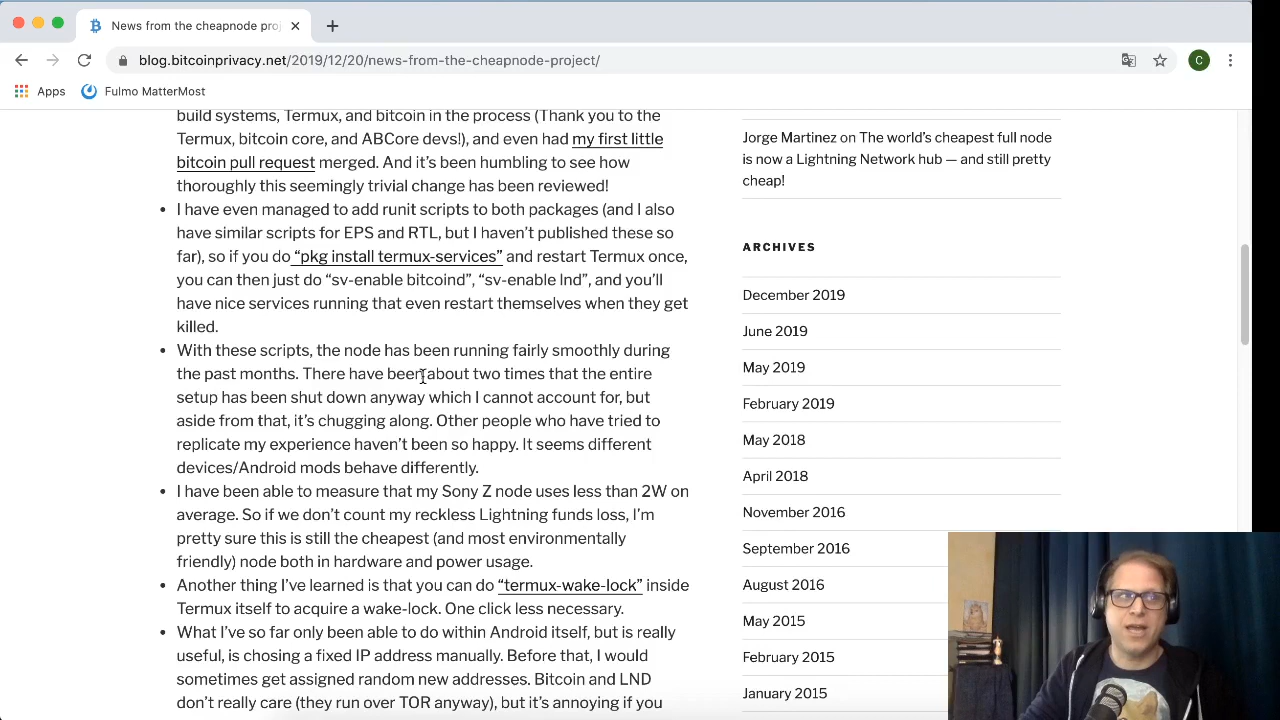 News from the cheapnode pro
blog.bitcoinprivacy.net/2019/12/20/news-from-the-cheapnode-project/
C
Apps
Fulmo MatterMost
build systems, Termux, and bitcoin in the process (Thank you to the
Termux, bitcoin core, and ABCore devs!), and even had my first little
bitcoin pull request merged. And it’s been humbling to see how
thoroughly this seemingly trivial change has been reviewed!
• I have even managed to add runit scripts to both packages (and I also
have similar scripts for EPS and RTL, but I haven’t published these so
far), so if you do “pkg install termux-services” and restart Termux once,
you can then just do “sv-enable bitcoind”, “sv-enable lnd”, and you’ll
have nice services running that even restart themselves when they get
killed.
• With these scripts, the node has been running fairly smoothly during
the past months. There have been about two times that the entire
setup has been shut down anyway which I cannot account for, but
aside from that, it’s chugging along. Other people who have tried to
replicate my experience haven’t been so happy. It seems different
devices/Android mods behave differently.
• I have been able to measure that my Sony Z node uses less than 2W on
average. So if we don’t count my reckless Lightning funds loss, I’m
pretty sure this is still the cheapest (and most environmentally
friendly) node both in hardware and power usage.
• Another thing I’ve learned is that you can do “termux-wake-lock” inside
Termux itself to acquire a wake-lock. One click less necessary.
• What I’ve so far only been able to do within Android itself, but is really
useful, is chosing a fixed IP address manually. Before that, I would
sometimes get assigned random new addresses. Bitcoin and LND
don’t really care (they run over TOR anyway), but it’s annoying if you
Jorge Martinez on The world’s cheapest full node
is now a Lightning Network hub — and still pretty
cheap!
ARCHIVES
December 2019
June 2019
May 2019
February 2019
May 2018
April 2018
November 2016
September 2016
August 2016
May 2015
February 2015
January 2015